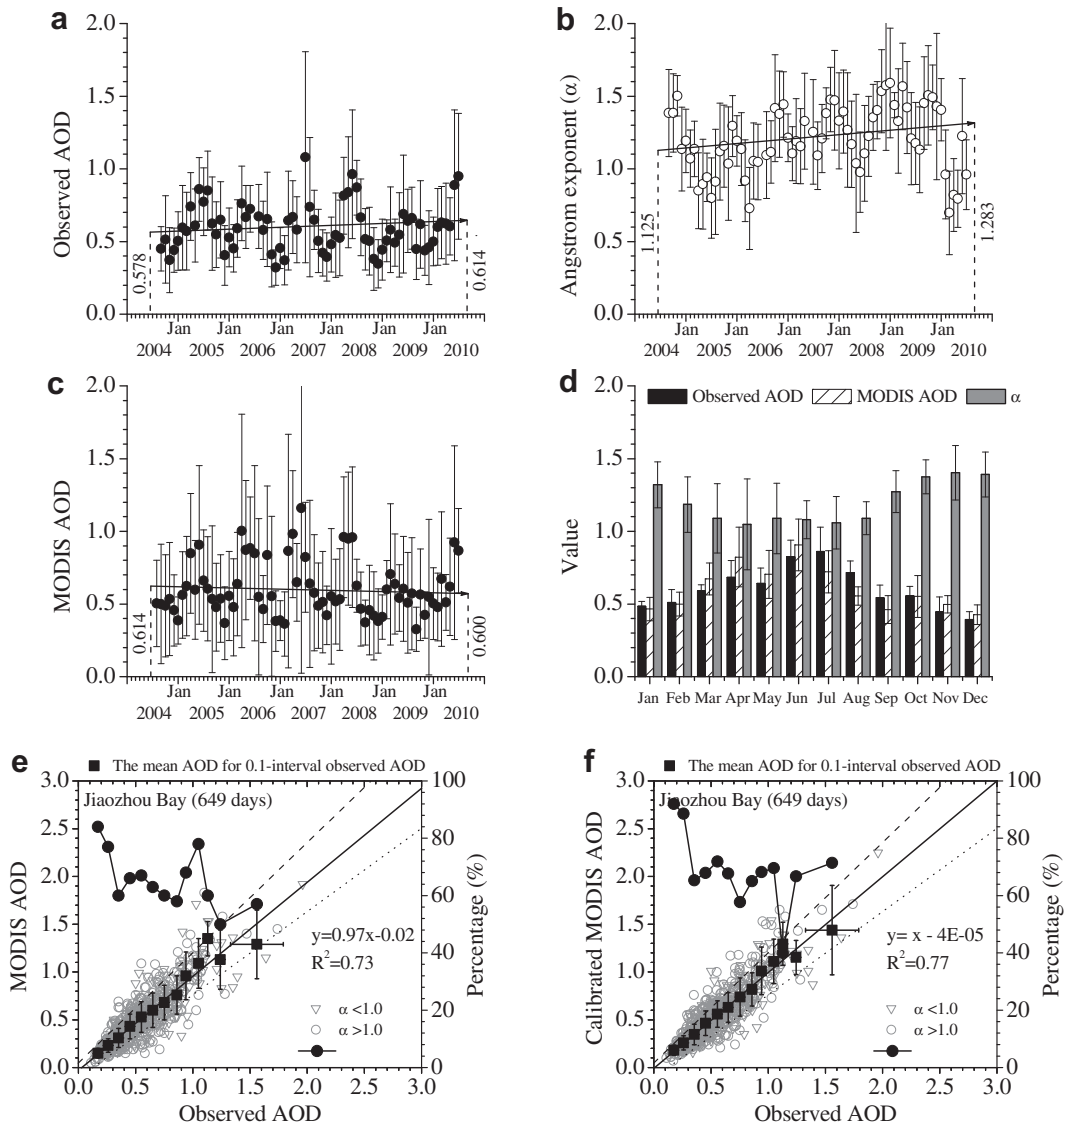 a
2.0
1.5
1.0
0.5
0.0
Observed AOD
0.578
0.614
Jan Jan Jan Jan Jan Jan
2004 2005 2006 2007 2008 2009 2010
b
2.0
1.5
1.0
0.5
0.0
Angstrom exponent (α)
1.125
1.283
Jan Jan Jan Jan Jan Jan
2004 2005 2006 2007 2008 2009 2010
c
2.0
1.5
1.0
0.5
0.0
MODIS AOD
0.614
0.600
Jan Jan Jan Jan Jan Jan
2004 2005 2006 2007 2008 2009 2010
d
2.0
1.5
1.0
0.5
0.0
Value
Observed AOD MODIS AOD α
Jan Feb Mar Apr May Jun Jul Aug Sep Oct Nov Dec
e
The mean AOD for 0.1-interval observed AOD
Jiaozhou Bay (649 days)
3.0
2.5
2.0
1.5
1.0
0.5
0.0
MODIS AOD
100
80
60
40
20
0
Percentage (%)
y=0.97x-0.02
R²=0.73
α <1.0
α >1.0
0.0 0.5 1.0 1.5 2.0 2.5 3.0
Observed AOD
f
The mean AOD for 0.1-interval observed AOD
Jiaozhou Bay (649 days)
3.0
2.5
2.0
1.5
1.0
0.5
0.0
Calibrated MODIS AOD
100
80
60
40
20
0
Percentage (%)
y= x - 4E-05
R²=0.77
α <1.0
α >1.0
0.0 0.5 1.0 1.5 2.0 2.5 3.0
Observed AOD